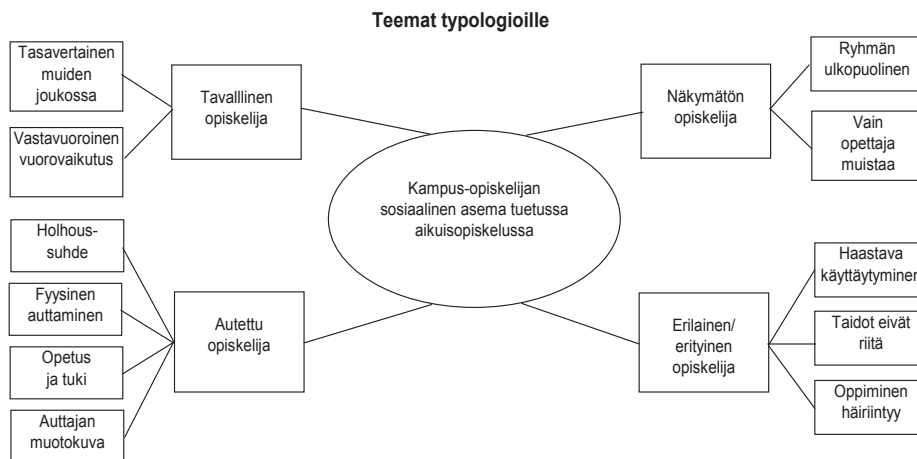 Teemat typologioille
Tasavertainen
muiden
joukossa
Vastavuoroinen
vuorovaikutus
Tavalllinen
opiskelija
Näkymätön
opiskelija
Ryhmän
ulkopuolinen
Vain
opettaja
muistaa
Kampus-opiskelijan
sosiaalinen asema tuetussa
aikuisopiskelussa
Holhous-
suhde
Fyysinen
auttaminen
Opetus
ja tuki
Auttajan
muotokuva
Autettu
opiskelija
Erilainen/
erityinen
opiskelija
Haastava
käyttäytyminen
Taidot eivät
riitä
Oppiminen
häiriintyy